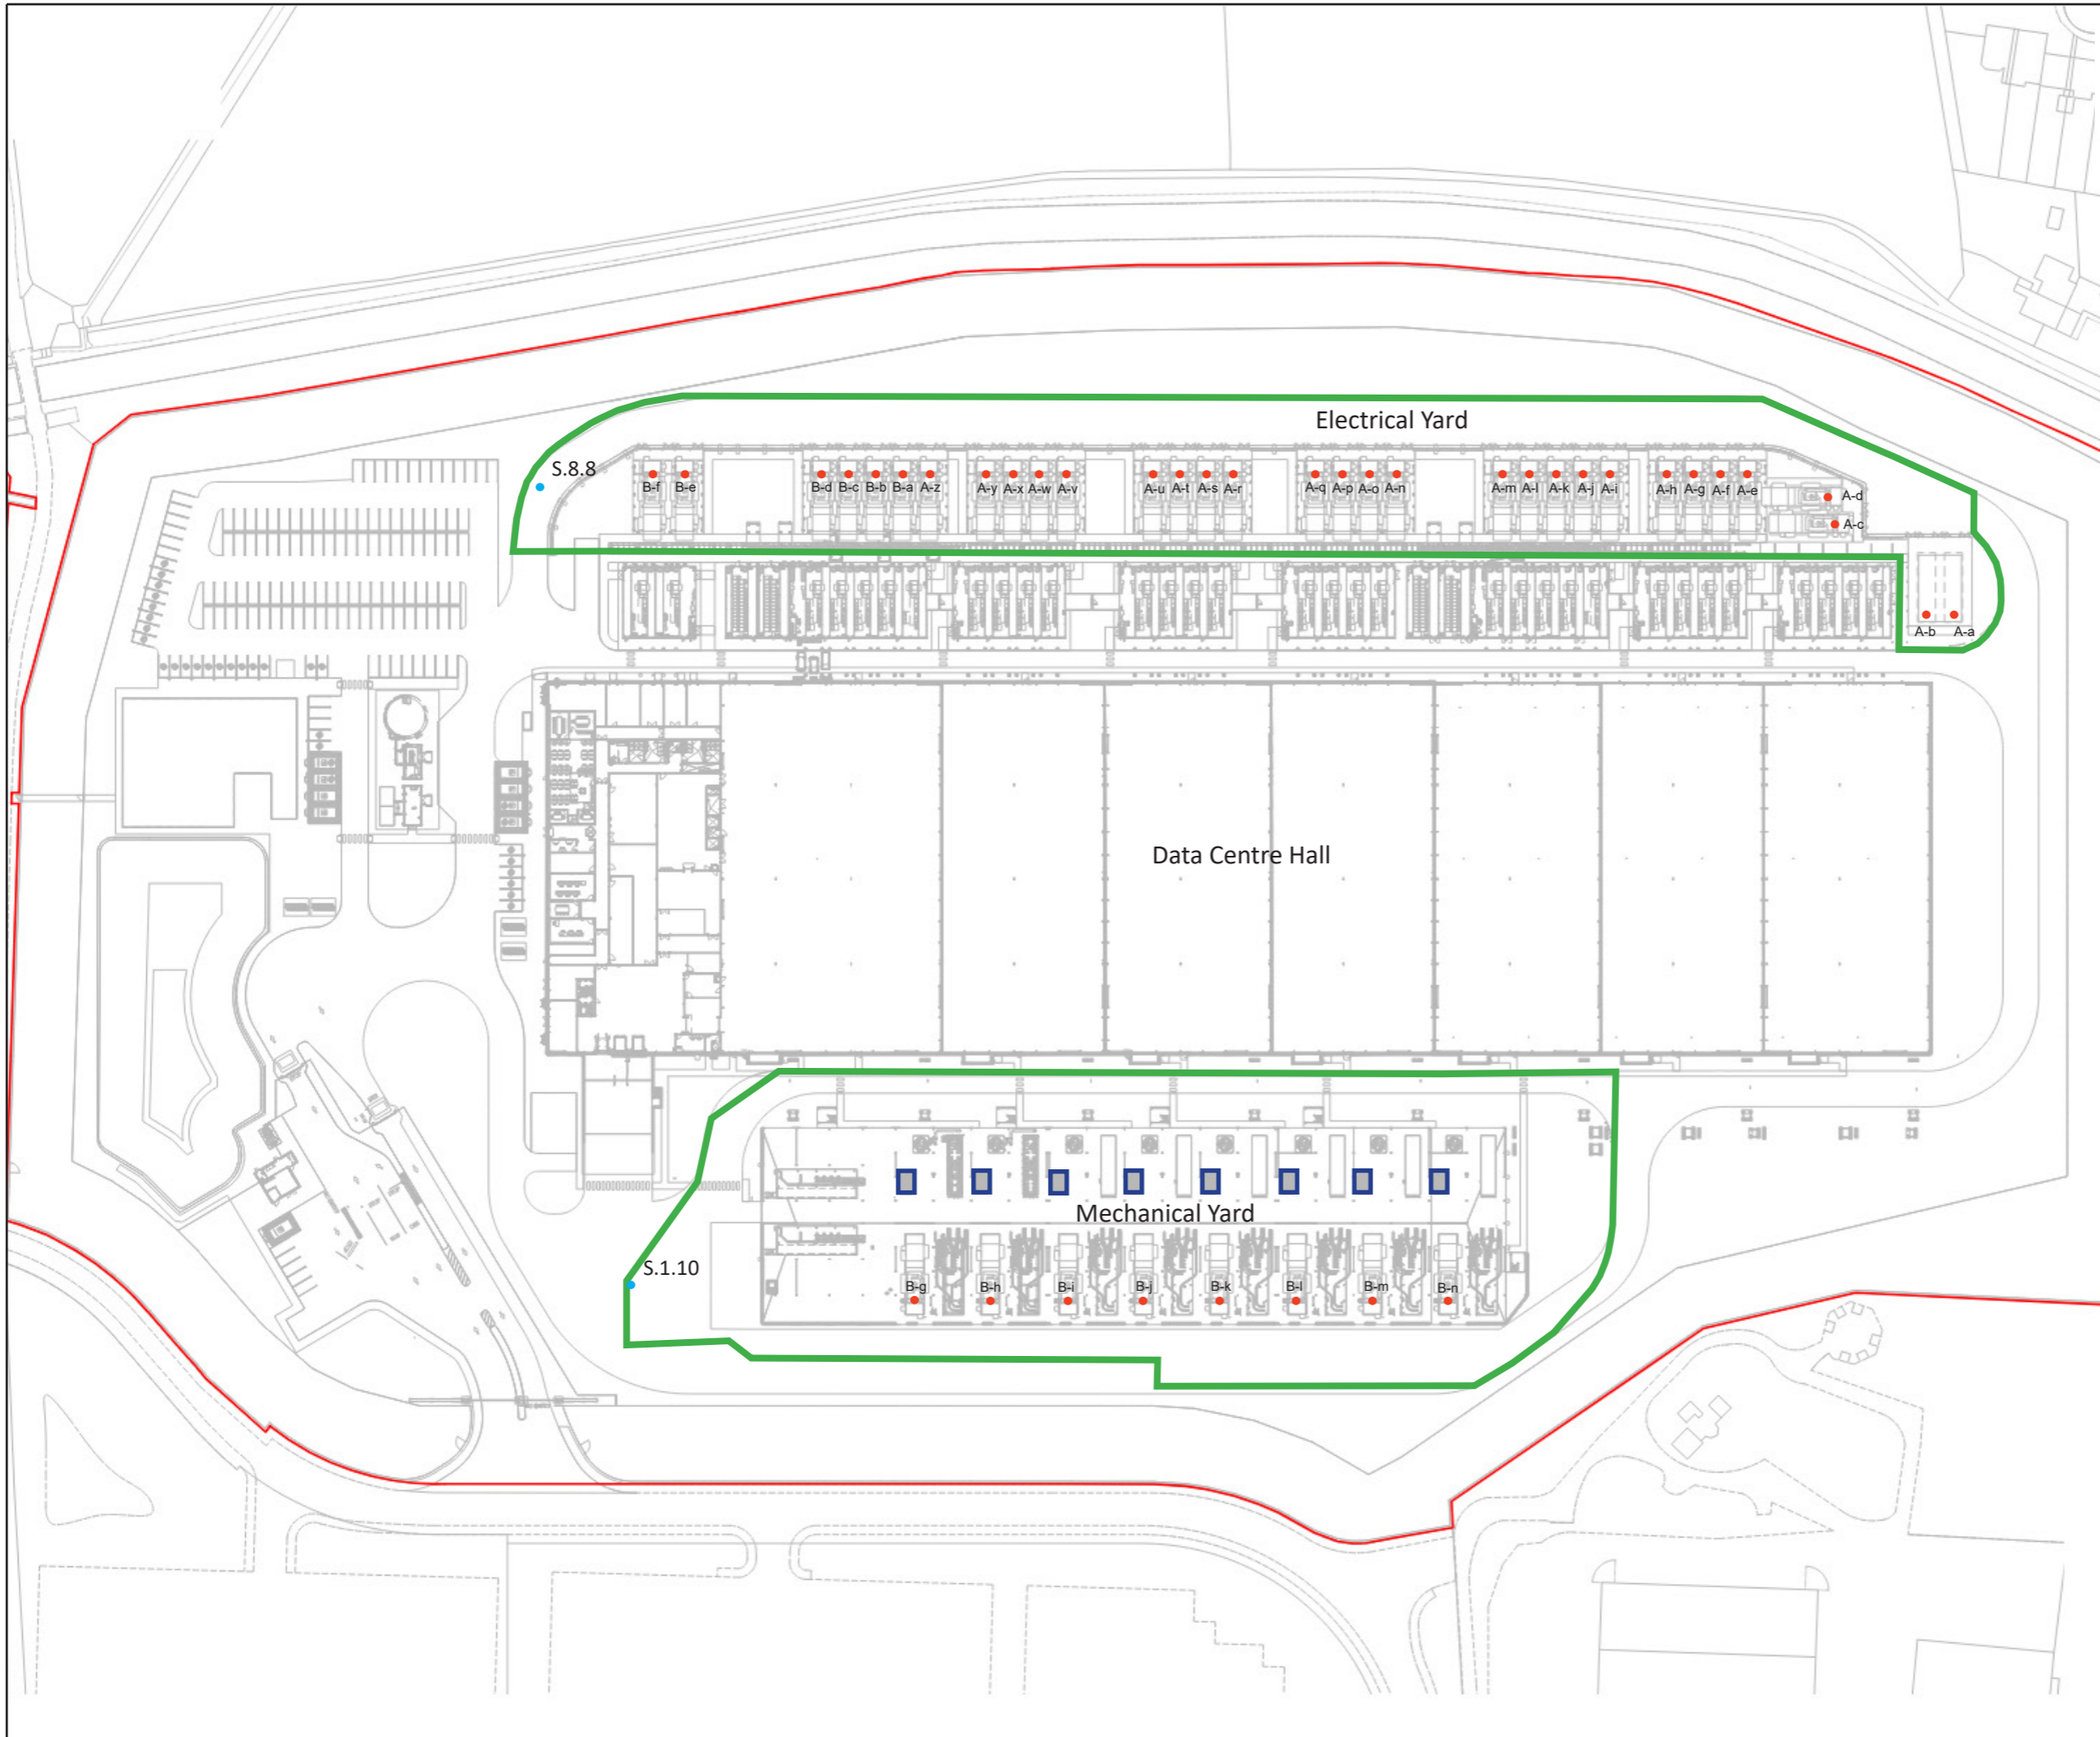 Electrical Yard
S.8.8
B-f B-e B-d B-c B-b B-a A-z A-y A-x A-w A-v A-u A-t A-s A-r A-q A-p A-o A-n A-m A-l A-k A-j A-i A-h A-g A-f A-e
A-d
A-c
A-b A-a
Data Centre Hall
Mechanical Yard
S.1.10
B-g B-h B-i B-j B-k B-l B-m B-n